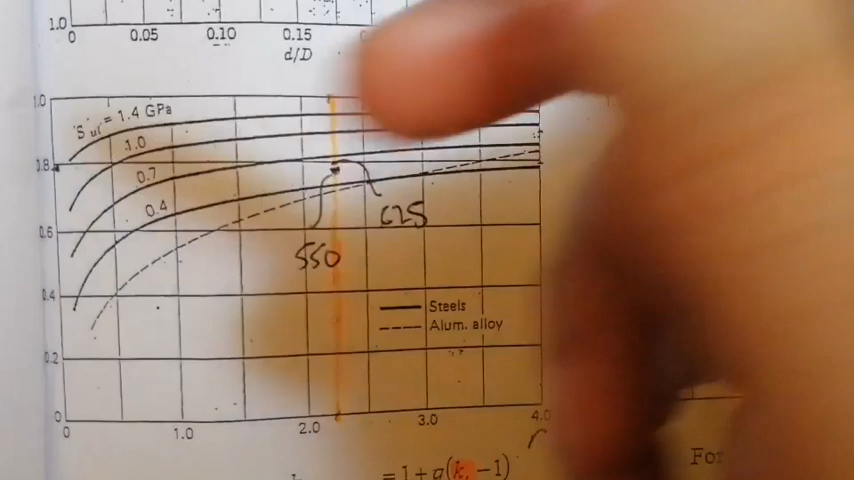 1.0
0 0.05 0.10 0.15
d/D
1.0
S ur = 1.4 GPa
1.0
0.8
0.7
0.4
625
0.6
550
0.4
Steels
Alum. alloy
0.2
0
0 1.0 2.0 3.0 4.0
r
= 1 + q(k -1)
For